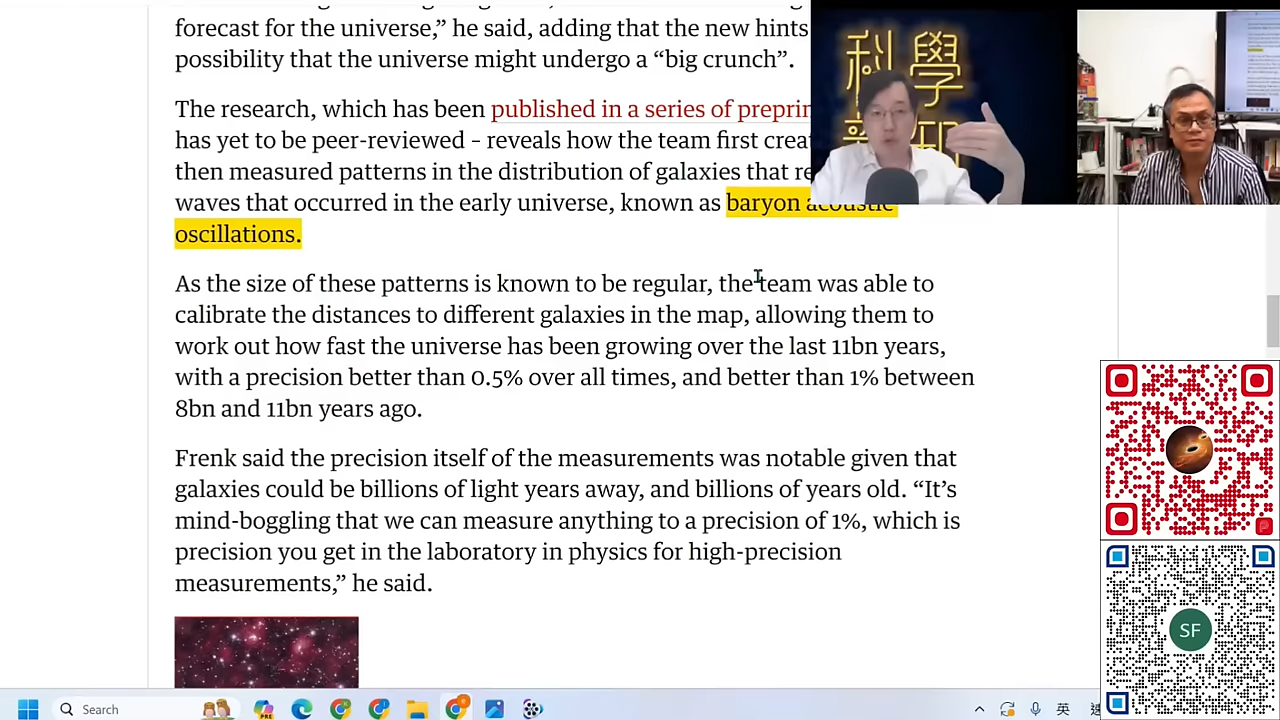 forecast for the universe,” he said, adding that the new hints
possibility that the universe might undergo a “big crunch”.
The research, which has been published in a series of preprin
has yet to be peer-reviewed – reveals how the team first crea
then measured patterns in the distribution of galaxies that re
waves that occurred in the early universe, known as baryon acoustic
oscillations.
As the size of these patterns is known to be regular, the team was able to
calibrate the distances to different galaxies in the map, allowing them to
work out how fast the universe has been growing over the last 11bn years,
with a precision better than 0.5% over all times, and better than 1% between
8bn and 11bn years ago.
Frenk said the precision itself of the measurements was notable given that
galaxies could be billions of light years away, and billions of years old. “It’s
mind-boggling that we can measure anything to a precision of 1%, which is
precision you get in the laboratory in physics for high-precision
measurements,” he said.
科學
SF
Search
PRE
英